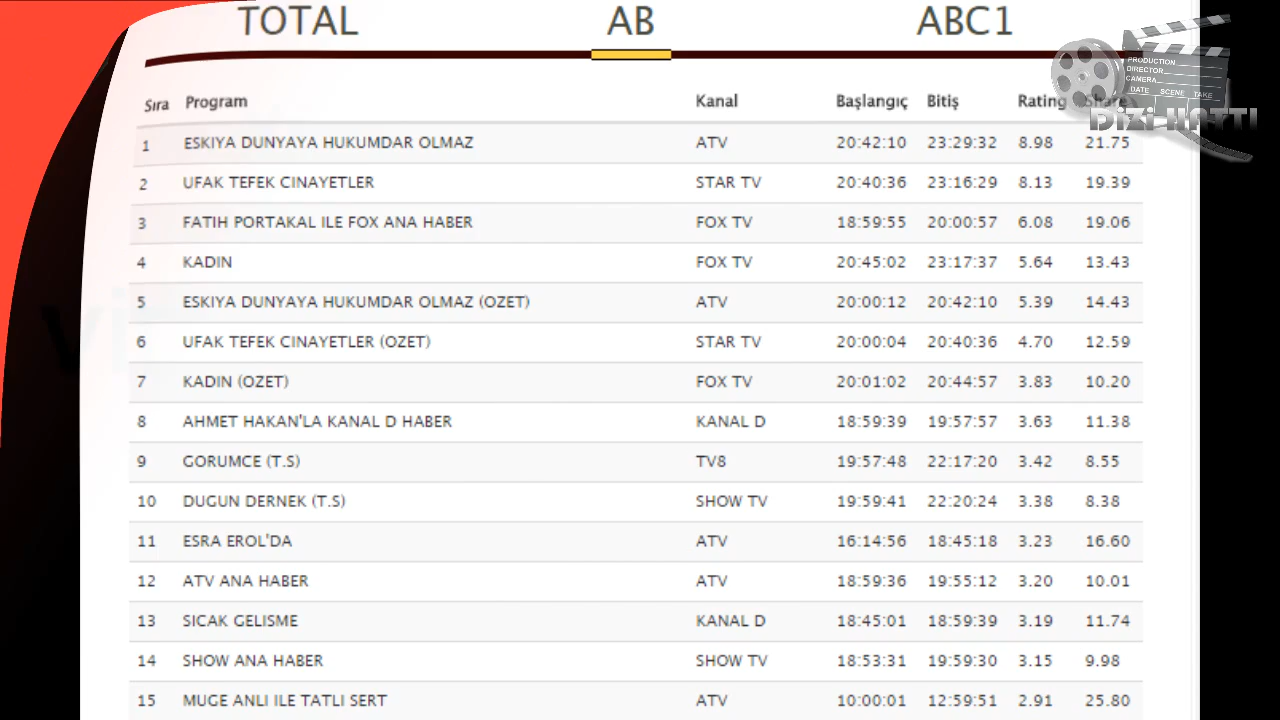 TOTAL AB ABC1
Sıra Program Kanal Başlangıç Bitiş Rating Share
1 ESKIYA DUNYAYA HUKUMDAR OLMAZ ATV 20:42:10 23:29:32 8.98 21.75
2 UFAK TEFEK CINAYETLER STAR TV 20:40:36 23:16:29 8.13 19.39
3 FATIH PORTAKAL ILE FOX ANA HABER FOX TV 18:59:55 20:00:57 6.08 19.06
4 KADIN FOX TV 20:45:02 23:17:37 5.64 13.43
5 ESKIYA DUNYAYA HUKUMDAR OLMAZ (OZET) ATV 20:00:12 20:42:10 5.39 14.43
6 UFAK TEFEK CINAYETLER (OZET) STAR TV 20:00:04 20:40:36 4.70 12.59
7 KADIN (OZET) FOX TV 20:01:02 20:44:57 3.83 10.20
8 AHMET HAKAN'LA KANAL D HABER KANAL D 18:59:39 19:57:57 3.63 11.38
9 GORUMCE (T.S) TV8 19:57:48 22:17:20 3.42 8.55
10 DUGUN DERNEK (T.S) SHOW TV 19:59:41 22:20:24 3.38 8.38
11 ESRA EROL'DA ATV 16:14:56 18:45:18 3.23 16.60
12 ATV ANA HABER ATV 18:59:36 19:55:12 3.20 10.01
13 SICAK GELISME KANAL D 18:45:01 18:59:39 3.19 11.74
14 SHOW ANA HABER SHOW TV 18:53:31 19:59:30 3.15 9.98
15 MUGE ANLI ILE TATLI SERT ATV 10:00:01 12:59:51 2.91 25.80
PRODUCTION
DIRECTOR
CAMERA
DATE SCENE TAKE
DiZi HATTI